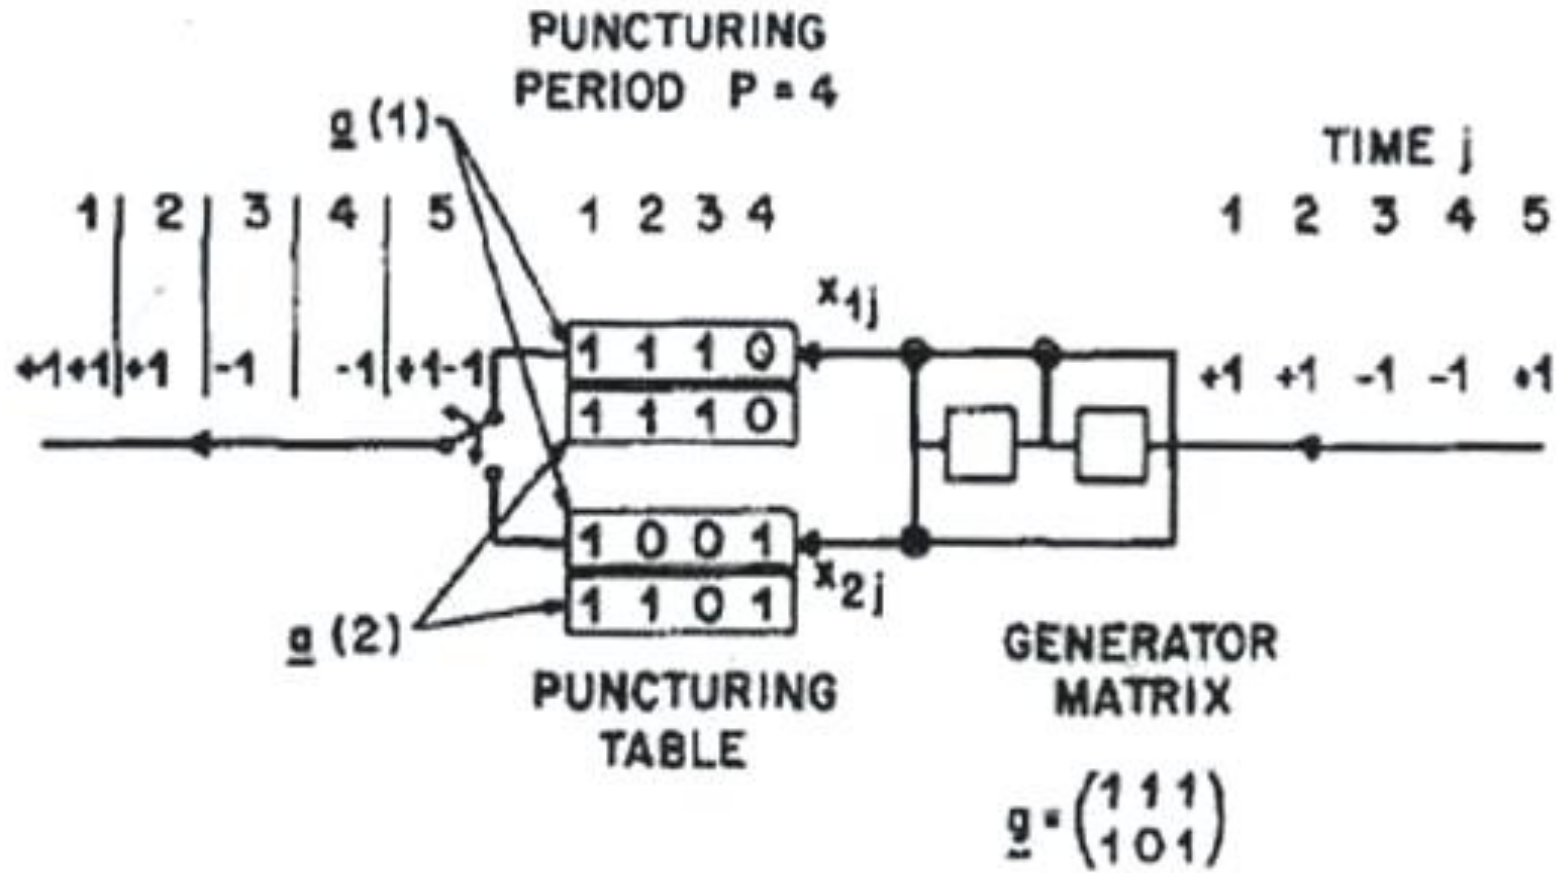 PUNCTURING
PERIOD P = 4
a (1)
TIME j
1 2 3 4 5
1 2 3 4
1 2 3 4 5
x1j
+1+1 +1 -1 -1 +1-1
1 1 1 0
+1 +1 -1 -1 +1
1 1 1 0
1 0 0 1
x2j
1 1 0 1
a (2)
GENERATOR
MATRIX
PUNCTURING
TABLE
g = (1 1 1
1 0 1)